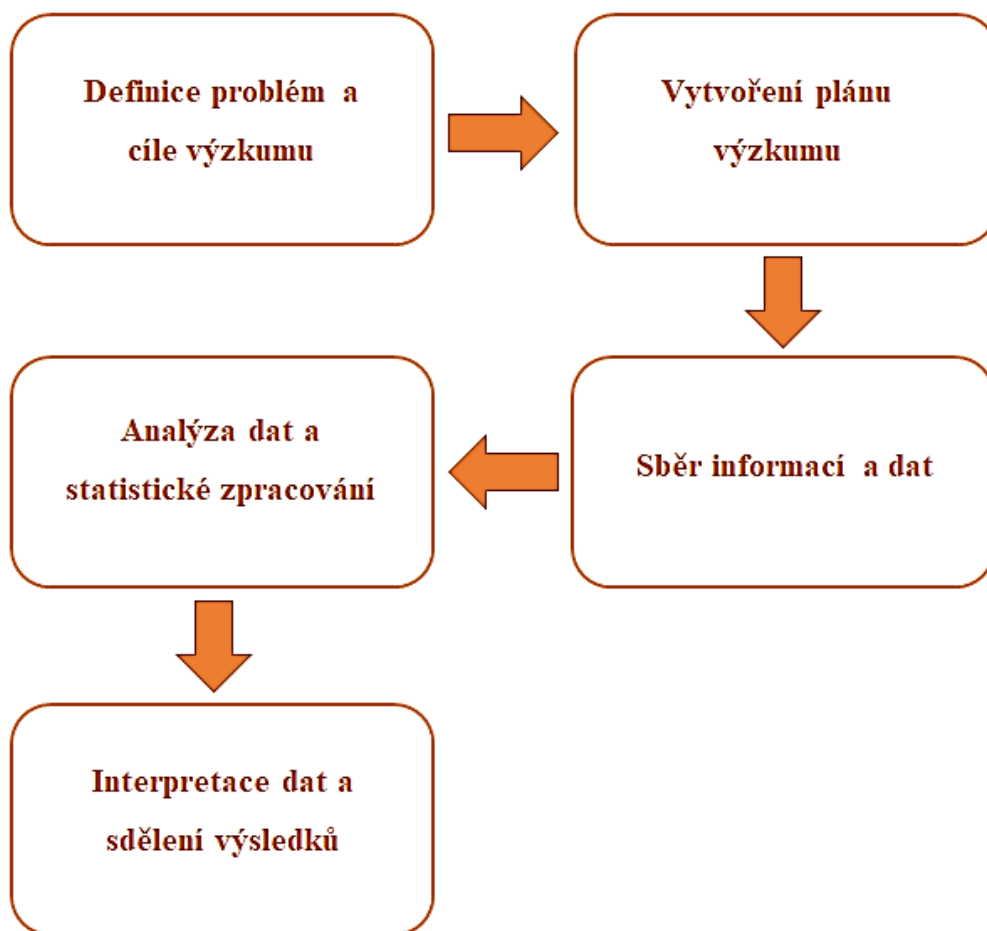 Definice problém a
cíle výzkumu
Vytvoření plánu
výzkumu
Sběr informací a dat
Analýza dat a
statistické zpracování
Interpretace dat a
sdělení výsledků